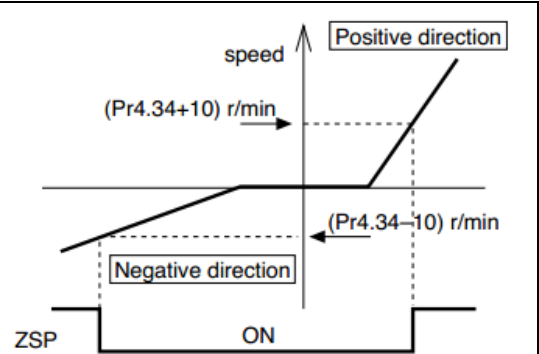 Positive direction
speed
(Pr4.34+10) r/min
(Pr4.34–10) r/min
Negative direction
ZSP
ON